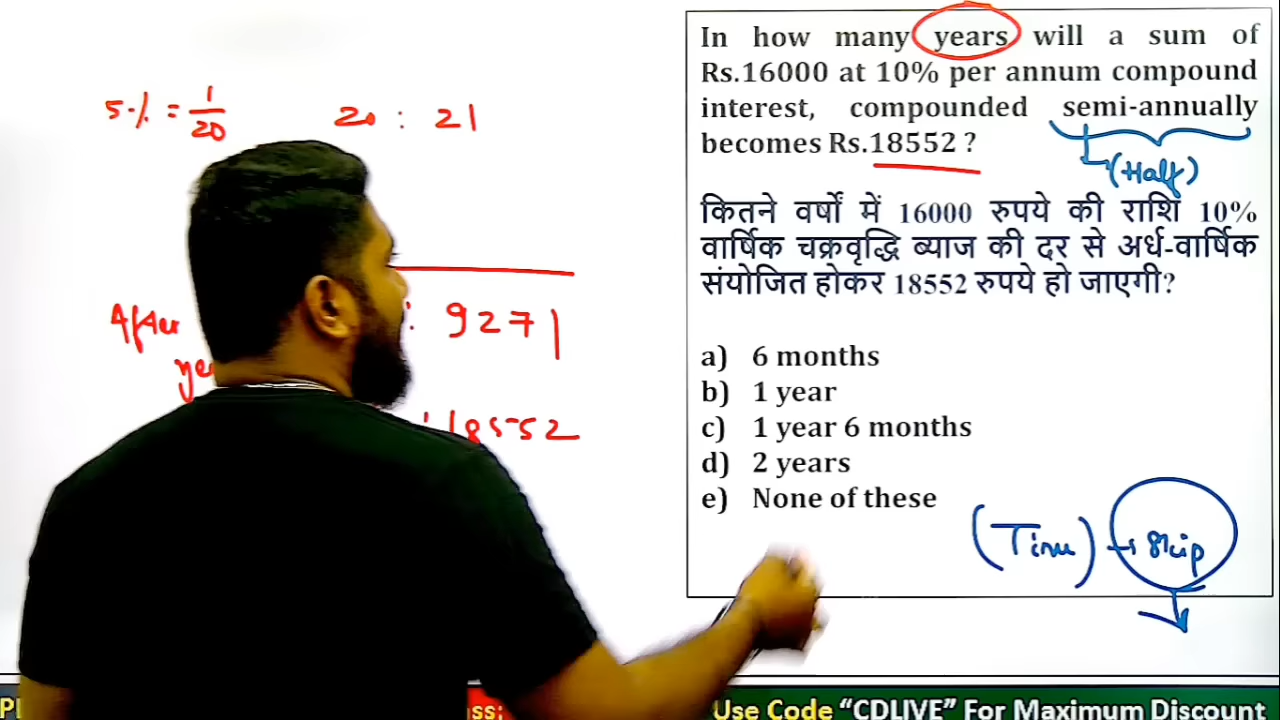 In how many years will a sum of
Rs.16000 at 10% per annum compound
interest, compounded semi-annually
becomes Rs.18552 ?
(Half)
कितने वर्षों में 16000 रुपये की राशि 10%
वार्षिक चक्रवृद्धि ब्याज की दर से अर्ध-वार्षिक
संयोजित होकर 18552 रुपये हो जाएगी?
a) 6 months
b) 1 year
c) 1 year 6 months
d) 2 years
e) None of these
(Time) → Skip
5% = 1/20
20 : 21
After : 9271
18552
Use Code “CDLIVE” For Maximum Discount